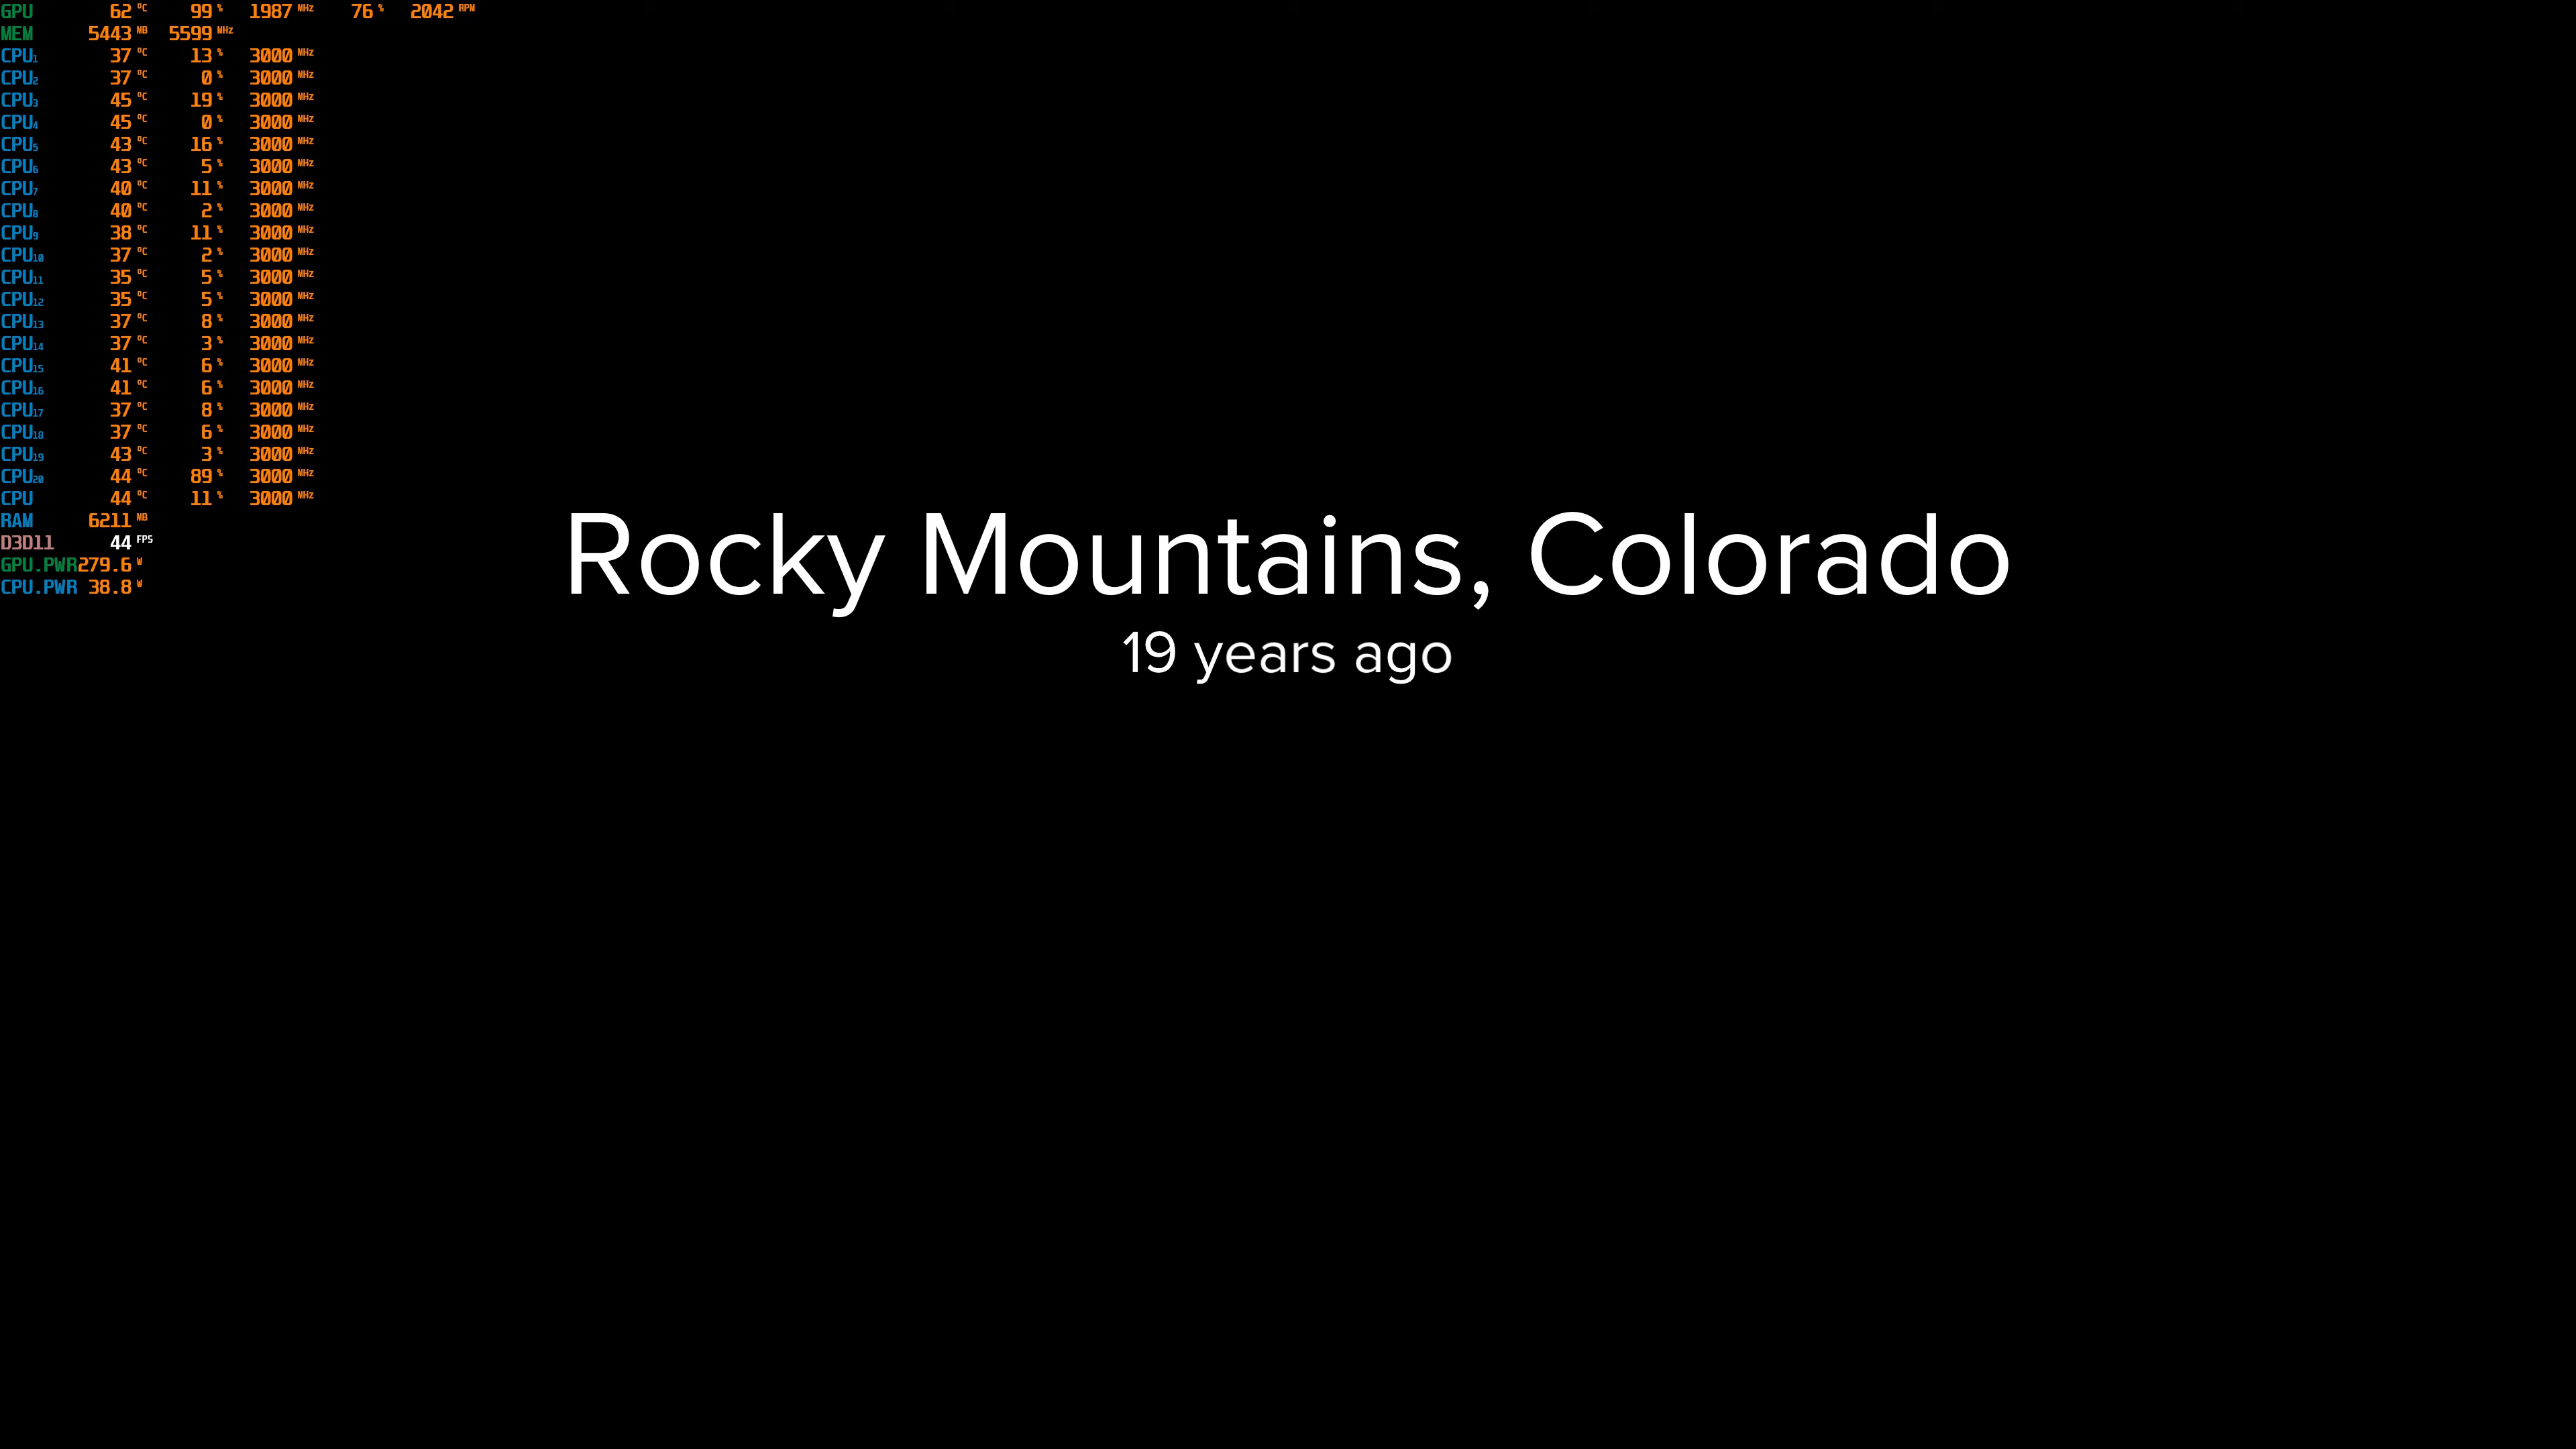 GPU 62 °C 99 % 1987 MHz 76 % 2042 RPM
MEM 5443 MB 5599 MHz
CPU1 37 °C 13 % 3000 MHz
CPU2 37 °C 0 % 3000 MHz
CPU3 45 °C 19 % 3000 MHz
CPU4 45 °C 0 % 3000 MHz
CPU5 43 °C 16 % 3000 MHz
CPU6 43 °C 5 % 3000 MHz
CPU7 40 °C 11 % 3000 MHz
CPU8 40 °C 2 % 3000 MHz
CPU9 38 °C 11 % 3000 MHz
CPU10 37 °C 2 % 3000 MHz
CPU11 35 °C 5 % 3000 MHz
CPU12 35 °C 5 % 3000 MHz
CPU13 37 °C 8 % 3000 MHz
CPU14 37 °C 3 % 3000 MHz
CPU15 41 °C 6 % 3000 MHz
CPU16 41 °C 6 % 3000 MHz
CPU17 37 °C 8 % 3000 MHz
CPU18 37 °C 6 % 3000 MHz
CPU19 43 °C 3 % 3000 MHz
CPU20 44 °C 89 % 3000 MHz
CPU 44 °C 11 % 3000 MHz
RAM 6211 MB
D3D11 44 FPS
GPU.PWR 279.6 W
CPU.PWR 38.8 W
Rocky Mountains, Colorado
19 years ago